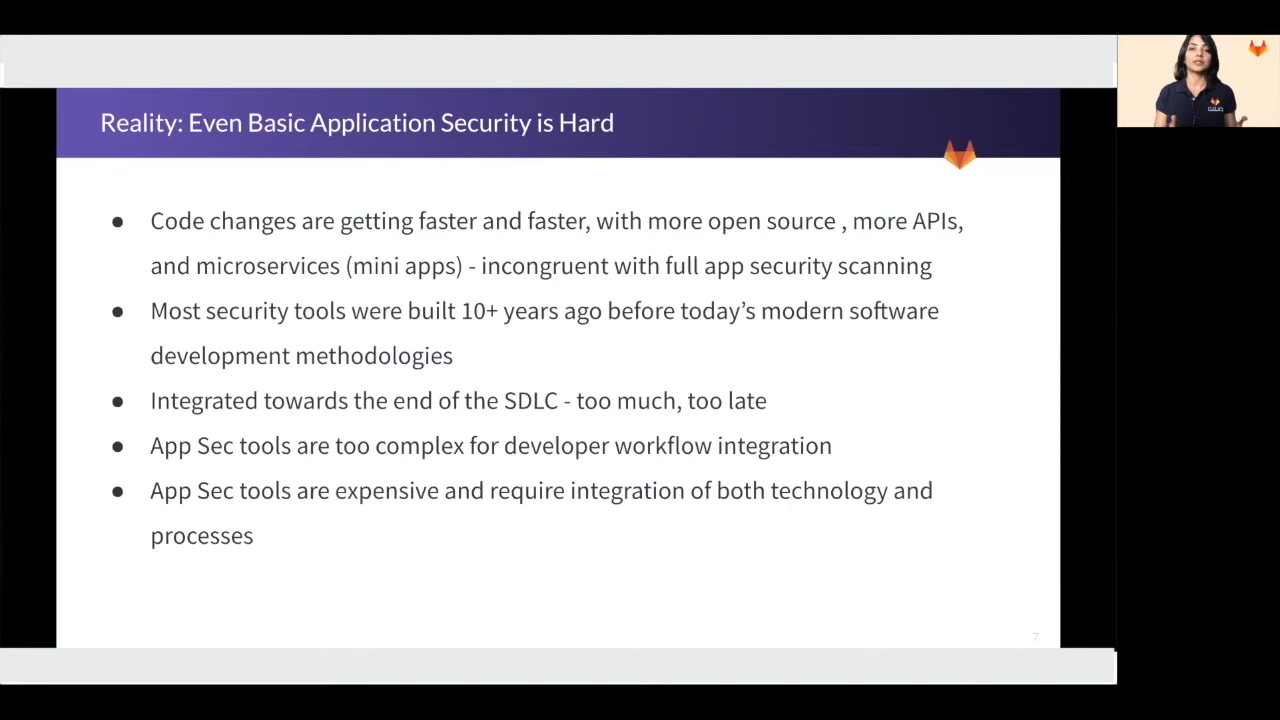 Reality: Even Basic Application Security is Hard
● Code changes are getting faster and faster, with more open source , more APIs,
and microservices (mini apps) - incongruent with full app security scanning
● Most security tools were built 10+ years ago before today’s modern software
development methodologies
● Integrated towards the end of the SDLC - too much, too late
● App Sec tools are too complex for developer workflow integration
● App Sec tools are expensive and require integration of both technology and
processes
7